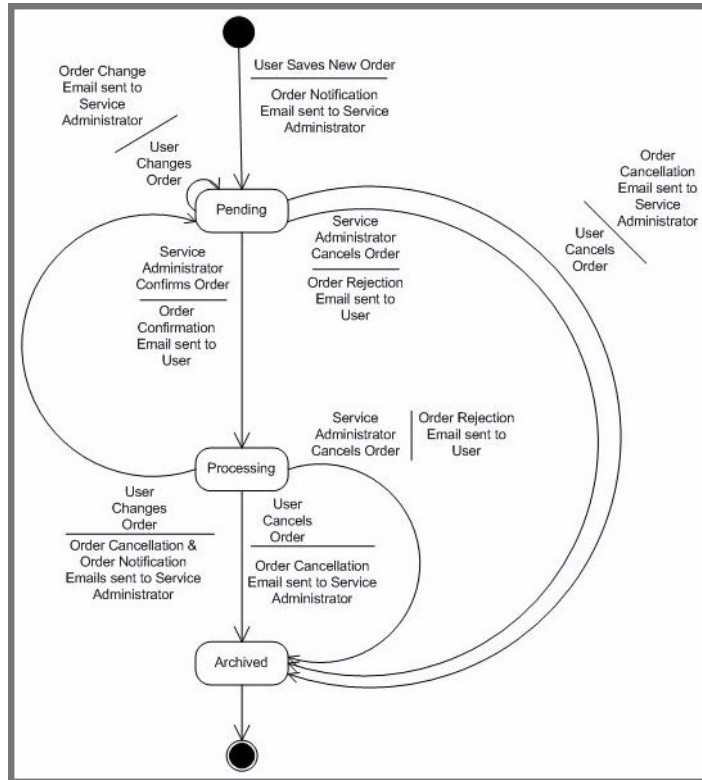 User Saves New Order
Order Notification
Email sent to Service
Administrator
Order Change
Email sent to
Service
Administrator
User
Changes
Order
Order
Cancellation
Email sent to
Service
Administrator
User
Cancels
Order
Pending
Service
Administrator
Cancels Order
Order Rejection
Email sent to
User
Service
Administrator
Confirms Order
Order
Confirmation
Email sent to
User
Service
Administrator
Cancels Order
Order Rejection
Email sent to
User
Processing
User
Changes
Order
Order Cancellation &
Order Notification
Emails sent to Service
Administrator
User
Cancels
Order
Order Cancellation
Email sent to Service
Administrator
Archived